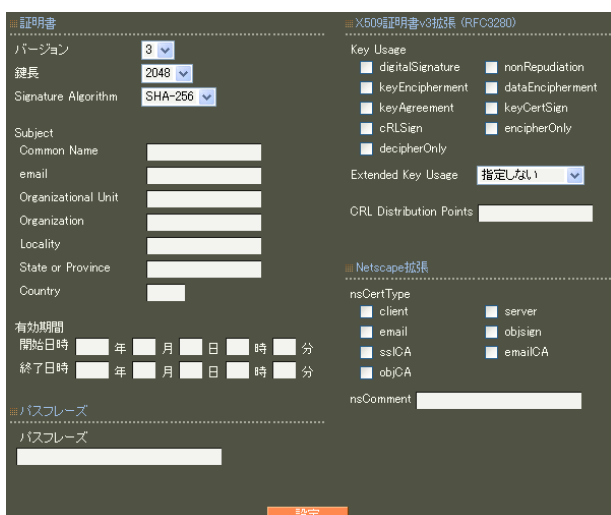 証明書
バージョン 3
鍵長 2048
Signature Algorithm SHA-256
Subject
Common Name
email
Organizational Unit
Organization
Locality
State or Province
Country
有効期間
開始日時 年 月 日 時 分
終了日時 年 月 日 時 分
パスフレーズ
パスフレーズ
X.509証明書v3拡張 (RFC3280)
Key Usage
digitalSignature nonRepudiation
keyEncipherment dataEncipherment
keyAgreement keyCertSign
cRLSign encipherOnly
decipherOnly
Extended Key Usage 指定しない
CRL Distribution Points
Netscape拡張
nsCertType
client server
email objsign
sslCA emailCA
objCA
nsComment
設定